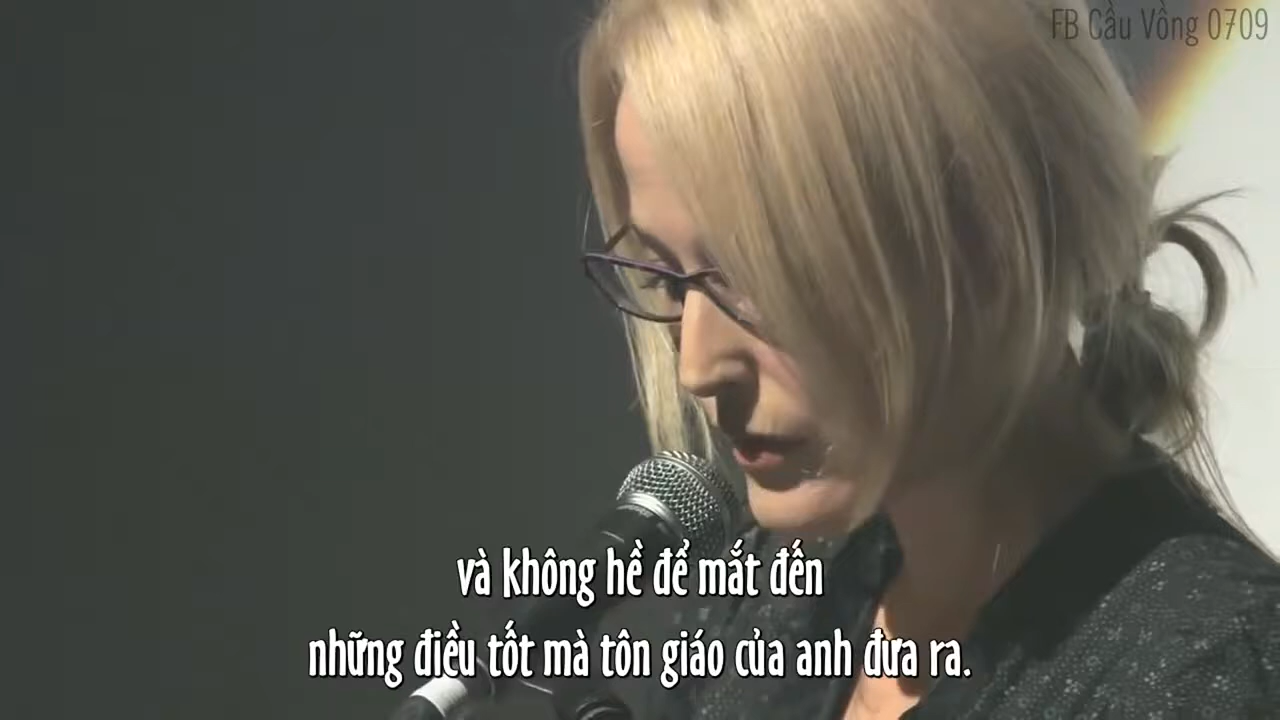 FB Cầu Vồng 0709
và không hề để mắt đến
những điều tốt mà tôn giáo của anh đưa ra.